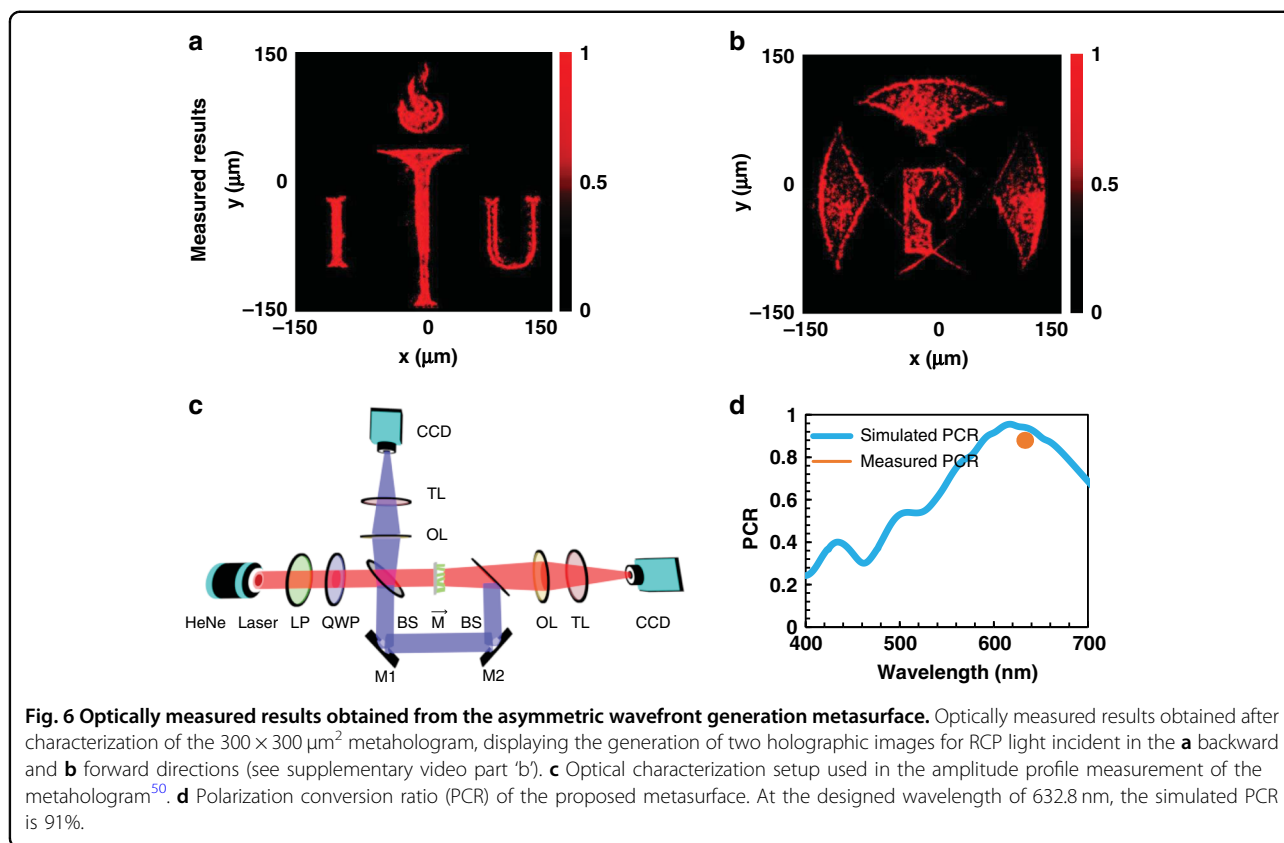 a
b
150
1
150
1
Measured results
y (μm)
0
0.5
y (μm)
0
0.5
I U
P
–150
0
–150
0
–150
0
150
–150
0
150
x (μm)
x (μm)
c
d
CCD
TL
OL
HeNe Laser LP QWP BS M BS OL TL CCD
M1 M2
1
Simulated PCR
0.8
Measured PCR
0.6
PCR
0.4
0.2
0
400
500
600
700
Wavelength (nm)
Fig. 6 Optically measured results obtained from the asymmetric wavefront generation metasurface. Optically measured results obtained after
characterization of the 300 × 300 μm² metahologram, displaying the generation of two holographic images for RCP light incident in the a backward
and b forward directions (see supplementary video part ‘b’). c Optical characterization setup used in the amplitude profile measurement of the
metahologram⁵⁰. d Polarization conversion ratio (PCR) of the proposed metasurface. At the designed wavelength of 632.8 nm, the simulated PCR
is 91%.